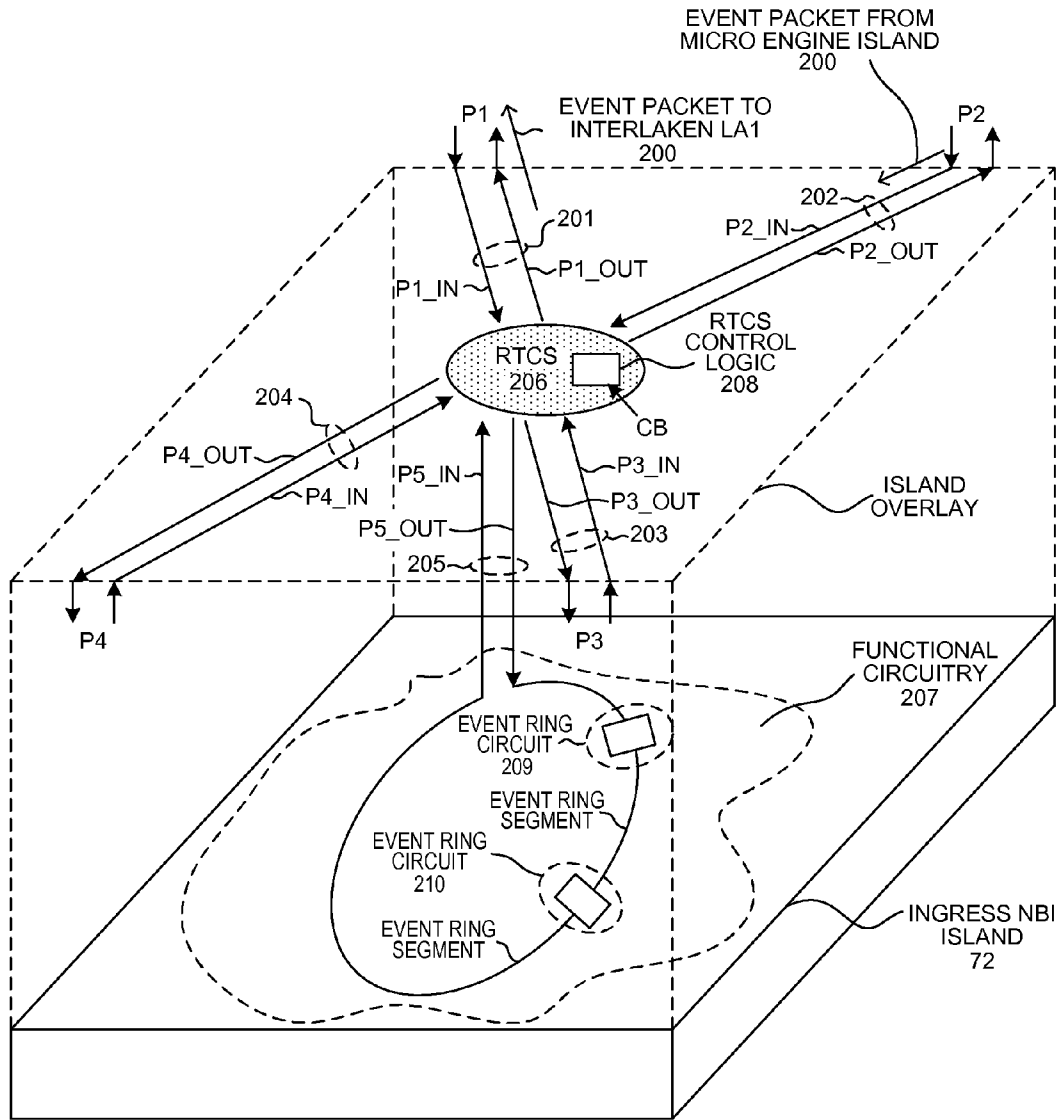 EVENT PACKET FROM
MICRO ENGINE ISLAND
200
EVENT PACKET TO
INTERLAKEN LA1
200
P1
P2
202
P2_IN
P2_OUT
201
P1_OUT
P1_IN
RTCS
CONTROL
LOGIC
208
RTCS
206
CB
204
P4_OUT
P4_IN
P5_IN
P3_IN
P3_OUT
P5_OUT
203
205
ISLAND
OVERLAY
P4
P3
FUNCTIONAL
CIRCUITRY
207
EVENT RING
CIRCUIT
209
EVENT RING
SEGMENT
EVENT RING
CIRCUIT
210
EVENT RING
SEGMENT
INGRESS NBI
ISLAND
72